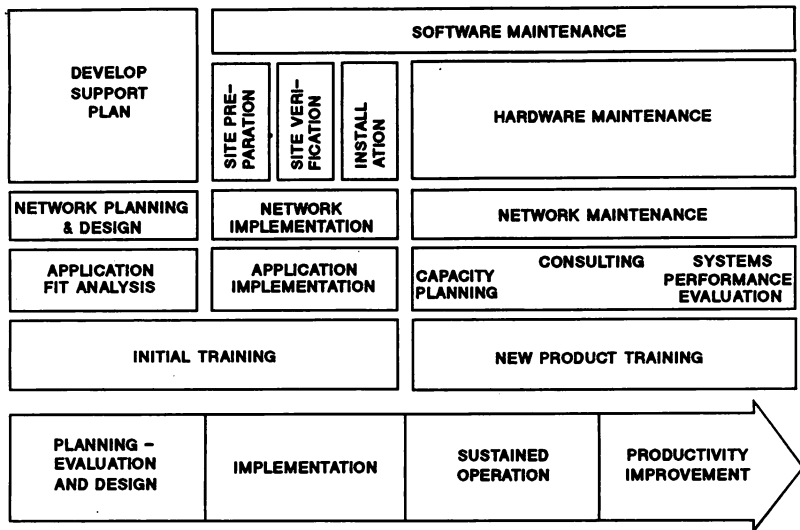 SOFTWARE MAINTENANCE
DEVELOP
SUPPORT
PLAN
SITE PRE-
PARATION
SITE VERI-
FICATION
INSTALL
ATION
HARDWARE MAINTENANCE
NETWORK PLANNING
& DESIGN
NETWORK
IMPLEMENTATION
NETWORK MAINTENANCE
APPLICATION
FIT ANALYSIS
APPLICATION
IMPLEMENTATION
CAPACITY
PLANNING
CONSULTING
SYSTEMS
PERFORMANCE
EVALUATION
INITIAL TRAINING
NEW PRODUCT TRAINING
PLANNING -
EVALUATION
AND DESIGN
IMPLEMENTATION
SUSTAINED
OPERATION
PRODUCTIVITY
IMPROVEMENT